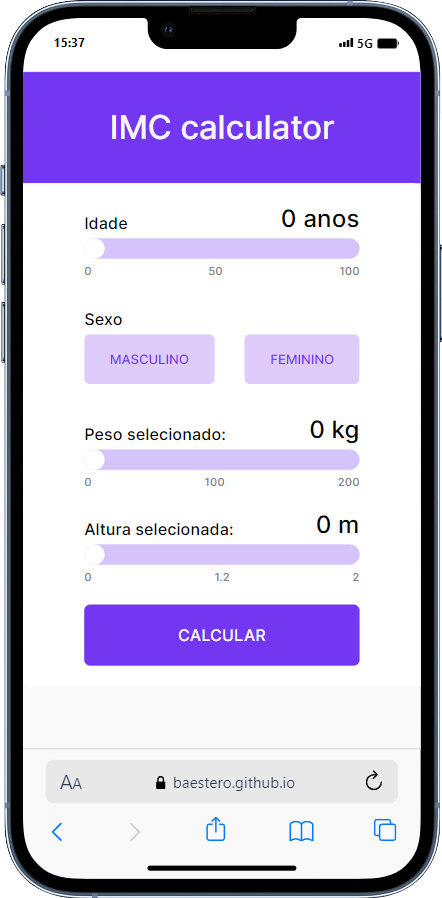 15:37 5G
IMC calculator
Idade 0 anos
0 50 100
Sexo
MASCULINO FEMININO
Peso selecionado: 0 kg
0 100 200
Altura selecionada: 0 m
0 1.2 2
CALCULAR
AA baestero.github.io